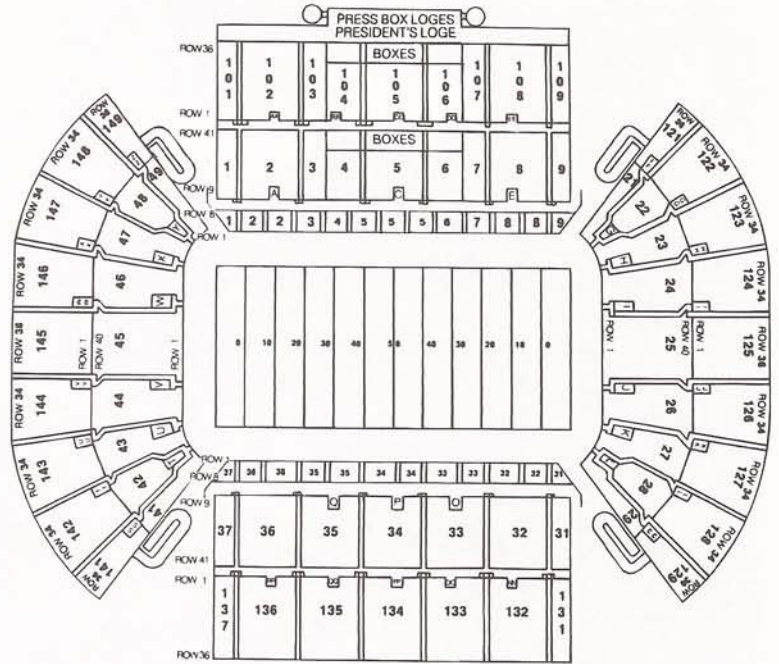 PRESS BOX LOGES
PRESIDENT'S LOGE
ROW 36
BOXES
101 102 103 104 105 106 107 108 109
ROW 1
ROW 41
BOXES
1 2 3 4 5 6 7 8 9
ROW 9
A C E
ROW 8
1 2 2 3 4 5 5 5 6 7 8 8 9
ROW 1
ROW 36
149
49
ROW 34
148
48
ROW 34
147
47
K
ROW 34
146
46
W
ROW 36
145
ROW 1
ROW 40
45
ROW 1
ROW 34
144
44
V
ROW 34
143
43
U
ROW 34
142
42
ROW 36
141
41
0 10 20 30 40 50 40 30 20 10 0
ROW 36
121
21
122
ROW 34
22
123
ROW 34
23
H
124
ROW 34
24
I
ROW 1
25
ROW 40
ROW 1
125
ROW 36
26
J
126
ROW 34
27
K
127
ROW 34
28
128
ROW 34
29
129
ROW 36
ROW 1
37 36 36 35 35 34 34 33 33 32 32 31
ROW 8
ROW 9
Q P O
37 36 35 34 33 32 31
ROW 41
ROW 1
137 136 135 134 133 132 131
ROW 36